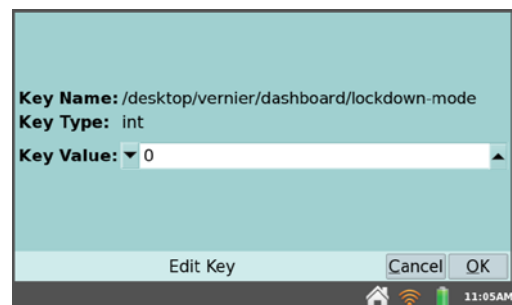 Key Name: /desktop/vernier/dashboard/lockdown-mode
Key Type: int
Key Value: 0
Edit Key Cancel OK
11:05AM